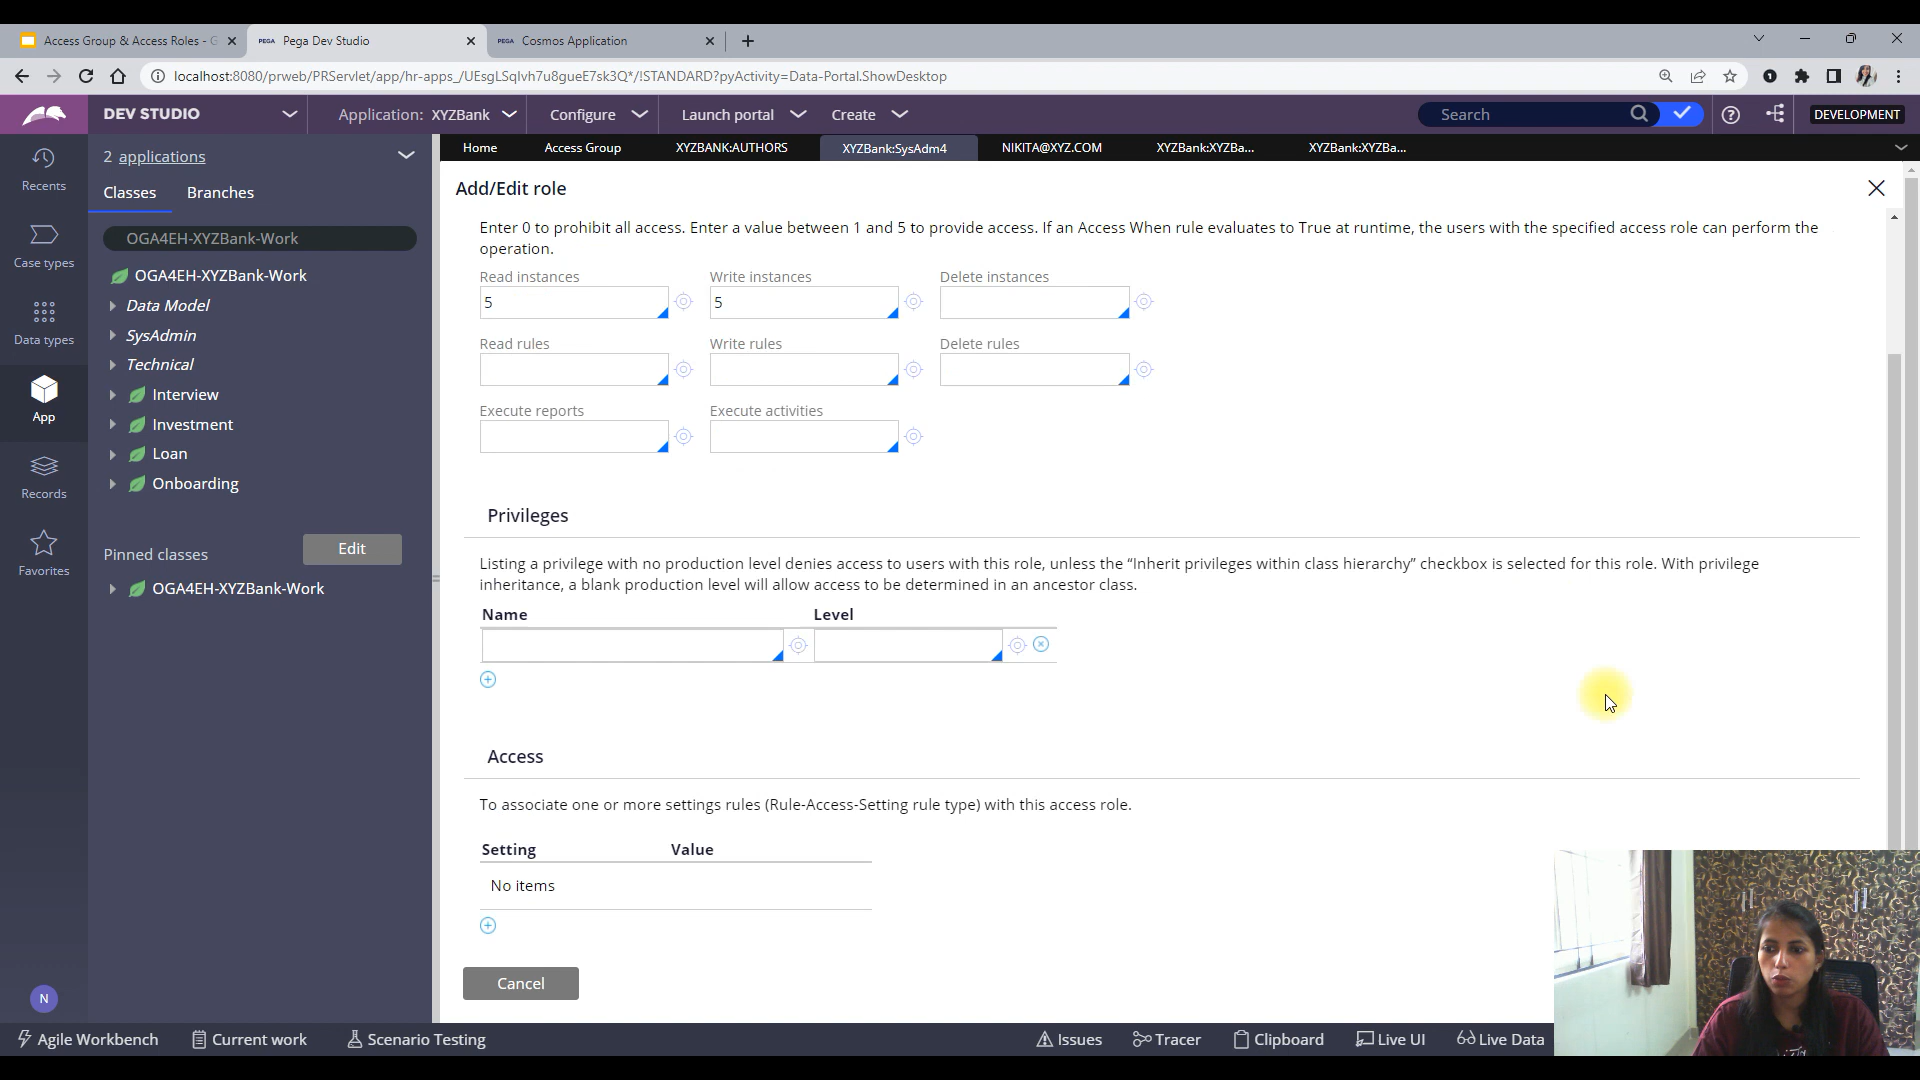 Access Group & Access Roles - G
PEGA Pega Dev Studio
PEGA Cosmos Application
localhost:8080/prweb/PRServlet/app/hr-apps_/UEsgLSqIvh7u8gueE7sk3Q*/!STANDARD?pyActivity=Data-Portal.ShowDesktop
DEV STUDIO
Application: XYZBank
Configure
Launch portal
Create
Search
DEVELOPMENT
Home
Access Group
XYZBANK:AUTHORS
XYZBank:SysAdm4
NIKITA@XYZ.COM
XYZBank:XYZBa...
XYZBank:XYZBa...
Recents
Case types
Data types
App
Records
Favorites
N
2 applications
Classes
Branches
OGA4EH-XYZBank-Work
OGA4EH-XYZBank-Work
Data Model
SysAdmin
Technical
Interview
Investment
Loan
Onboarding
Pinned classes
Edit
OGA4EH-XYZBank-Work
Add/Edit role
Enter 0 to prohibit all access. Enter a value between 1 and 5 to provide access. If an Access When rule evaluates to True at runtime, the users with the specified access role can perform the
operation.
Read instances
Write instances
Delete instances
5
5
Read rules
Write rules
Delete rules
Execute reports
Execute activities
Privileges
Listing a privilege with no production level denies access to users with this role, unless the “Inherit privileges within class hierarchy” checkbox is selected for this role. With privilege
inheritance, a blank production level will allow access to be determined in an ancestor class.
Name
Level
Access
To associate one or more settings rules (Rule-Access-Setting rule type) with this access role.
Setting
Value
No items
Cancel
Agile Workbench
Current work
Scenario Testing
Issues
Tracer
Clipboard
Live UI
Live Data